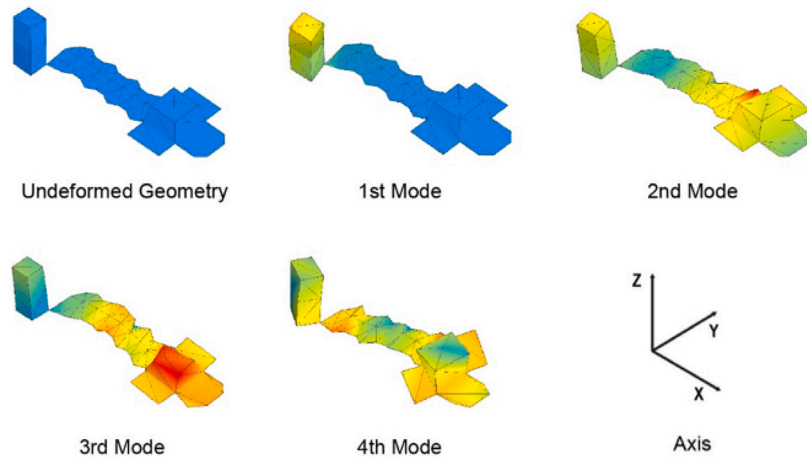 Undeformed Geometry
1st Mode
2nd Mode
3rd Mode
4th Mode
Z
Y
X
Axis